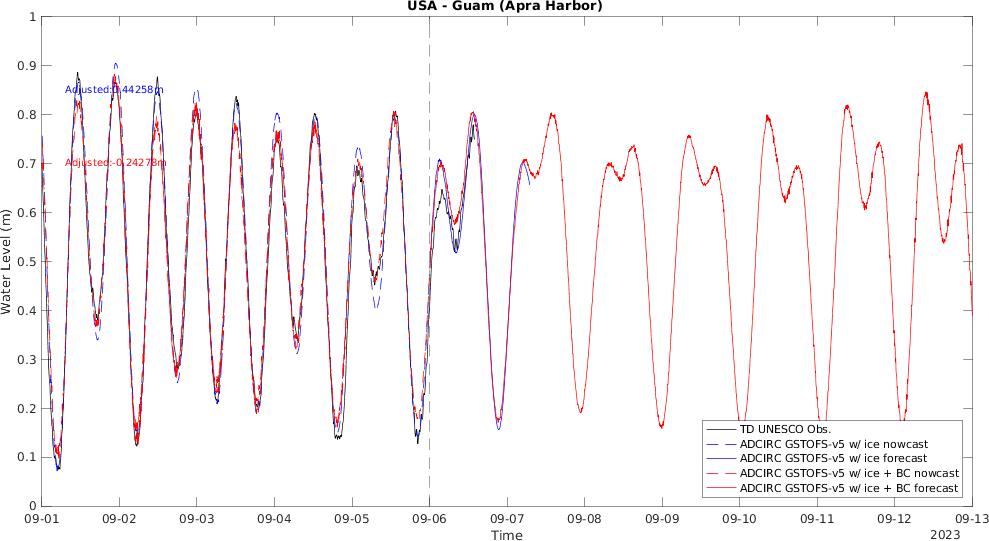 USA - Guam (Apra Harbor)
Water Level (m)
1
0.9
0.8
0.7
0.6
0.5
0.4
0.3
0.2
0.1
0
Adjusted:0.44258m
Adjusted:-0.24278m
TD UNESCO Obs.
ADCIRC GSTOFS-v5 w/ ice nowcast
ADCIRC GSTOFS-v5 w/ ice forecast
ADCIRC GSTOFS-v5 w/ ice + BC nowcast
ADCIRC GSTOFS-v5 w/ ice + BC forecast
09-01 09-02 09-03 09-04 09-05 09-06 09-07 09-08 09-09 09-10 09-11 09-12 09-13
Time
2023